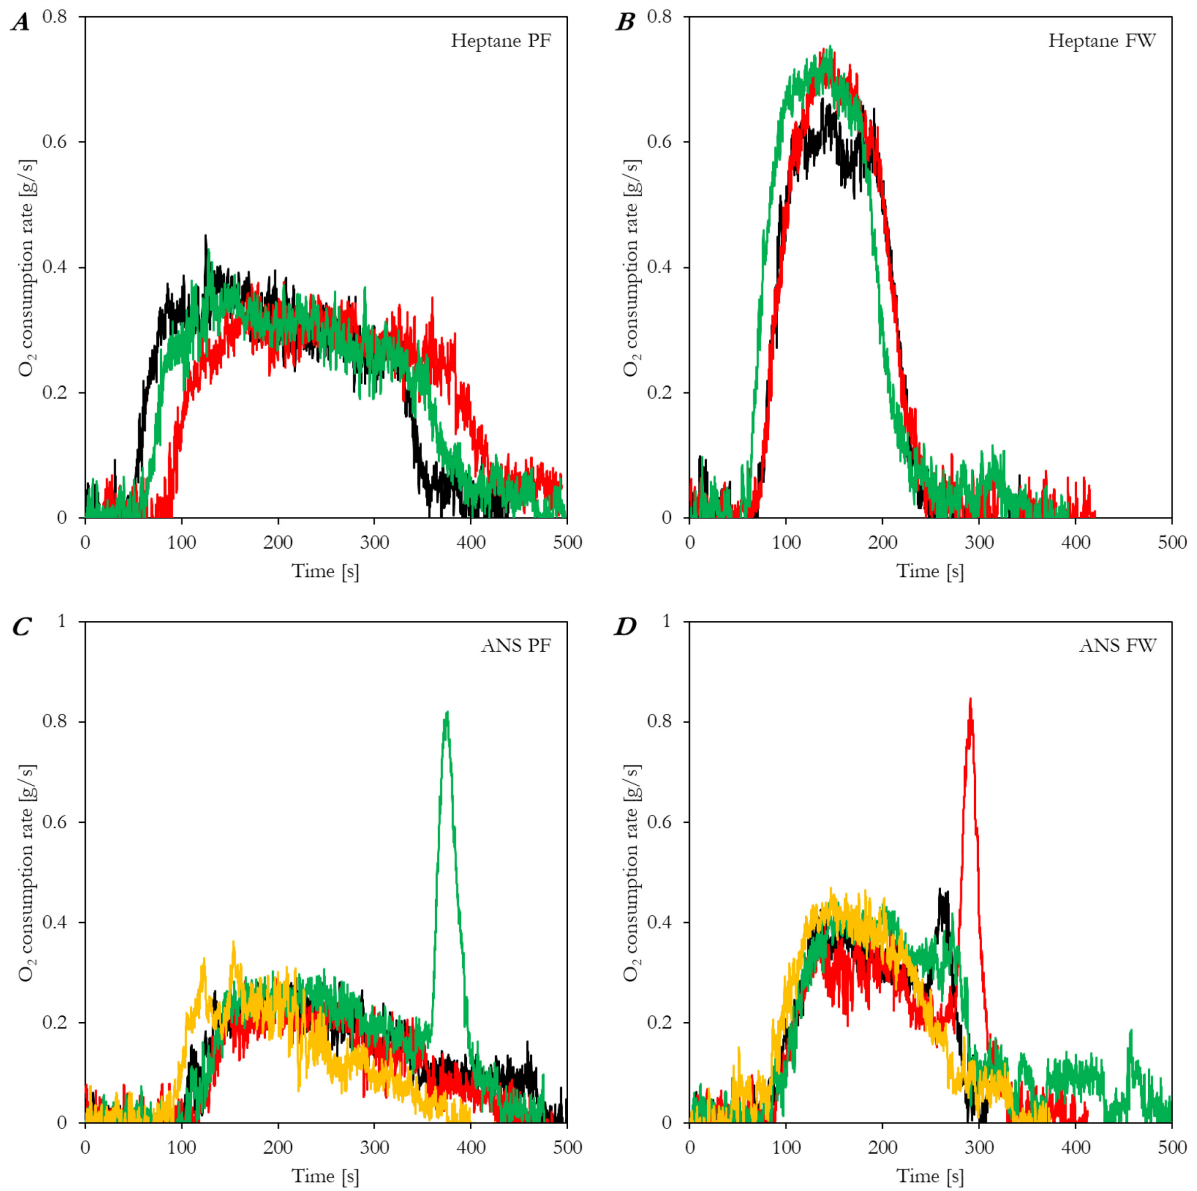 A
Heptane PF
0.8
0.6
0.4
0.2
0
O₂ consumption rate [g/s]
0 100 200 300 400 500
Time [s]
B
Heptane FW
0.8
0.6
0.4
0.2
0
O₂ consumption rate [g/s]
0 100 200 300 400 500
Time [s]
C
ANS PF
1
0.8
0.6
0.4
0.2
0
O₂ consumption rate [g/s]
0 100 200 300 400 500
Time [s]
D
ANS FW
1
0.8
0.6
0.4
0.2
0
O₂ consumption rate [g/s]
0 100 200 300 400 500
Time [s]